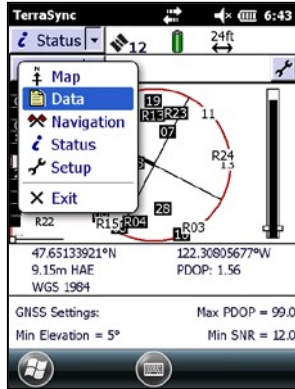 TerraSync 6:43
Status 12 24ft
Map
Data
Navigation
Status
Setup
Exit
19
R13 R23 11
07
R24
13
28
R22 R15 R04 R03
47.65133921°N 122.30805677°W
9.15m HAE PDOP: 1.56
WGS 1984
GNSS Settings: Max PDOP = 99.0
Min Elevation = 5° Min SNR = 12.0